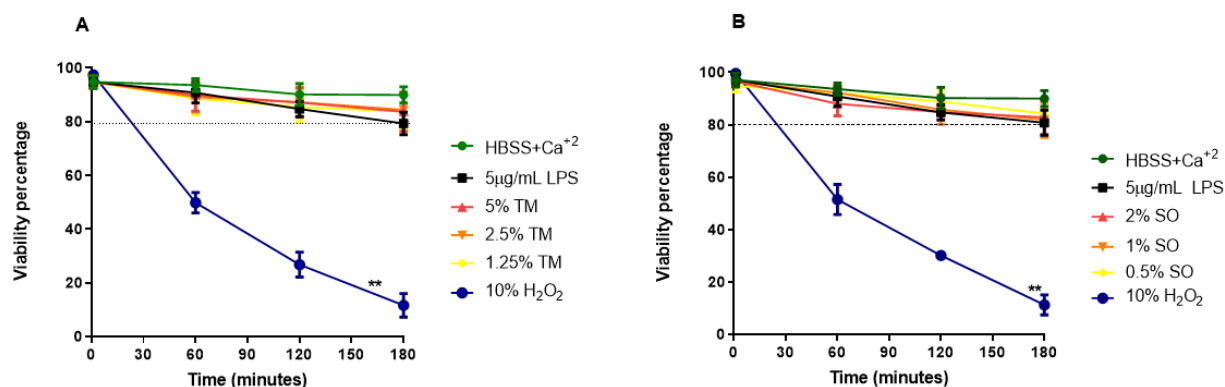 A
Viability percentage
100
80
60
40
20
0
**
0 30 60 90 120 150 180
Time (minutes)
HBSS+Ca⁺²
5µg/mL LPS
5% TM
2.5% TM
1.25% TM
10% H₂O₂
B
Viability percentage
100
80
60
40
20
0
**
0 30 60 90 120 150 180
Time (minutes)
HBSS+Ca⁺²
5µg/mL LPS
2% SO
1% SO
0.5% SO
10% H₂O₂